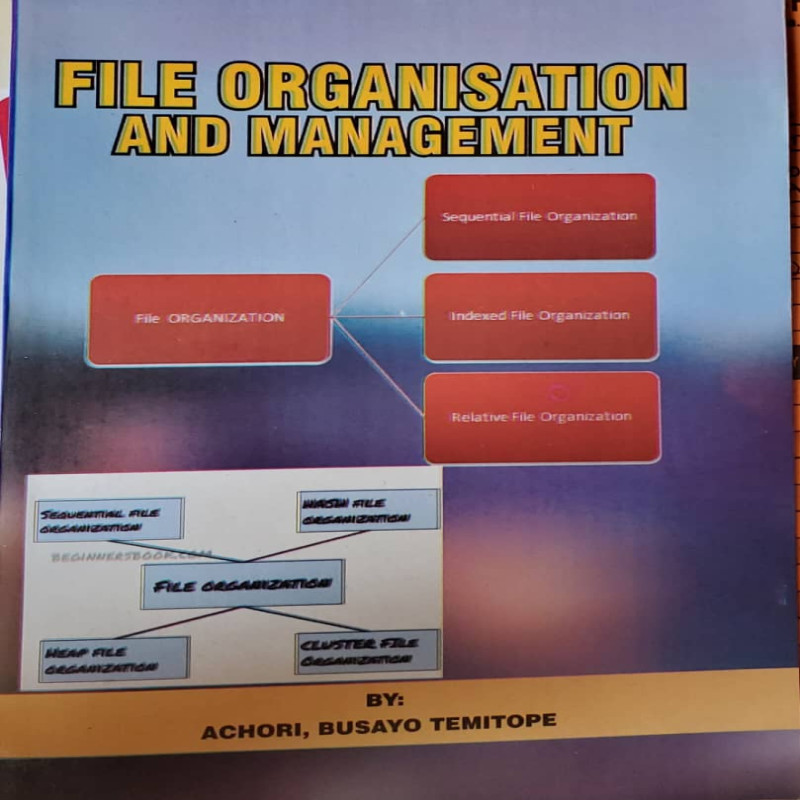 FILE ORGANISATION
AND MANAGEMENT
Sequential File Organization
File ORGANIZATION
Indexed File Organization
Relative File Organization
SEQUENTIAL FILE
ORGANIZATION
HASH FILE
ORGANIZATION
BEGINNERSBOOK.COM
FILE ORGANIZATION
HEAP FILE
ORGANIZATION
CLUSTER FILE
ORGANIZATION
BY:
ACHORI, BUSAYO TEMITOPE